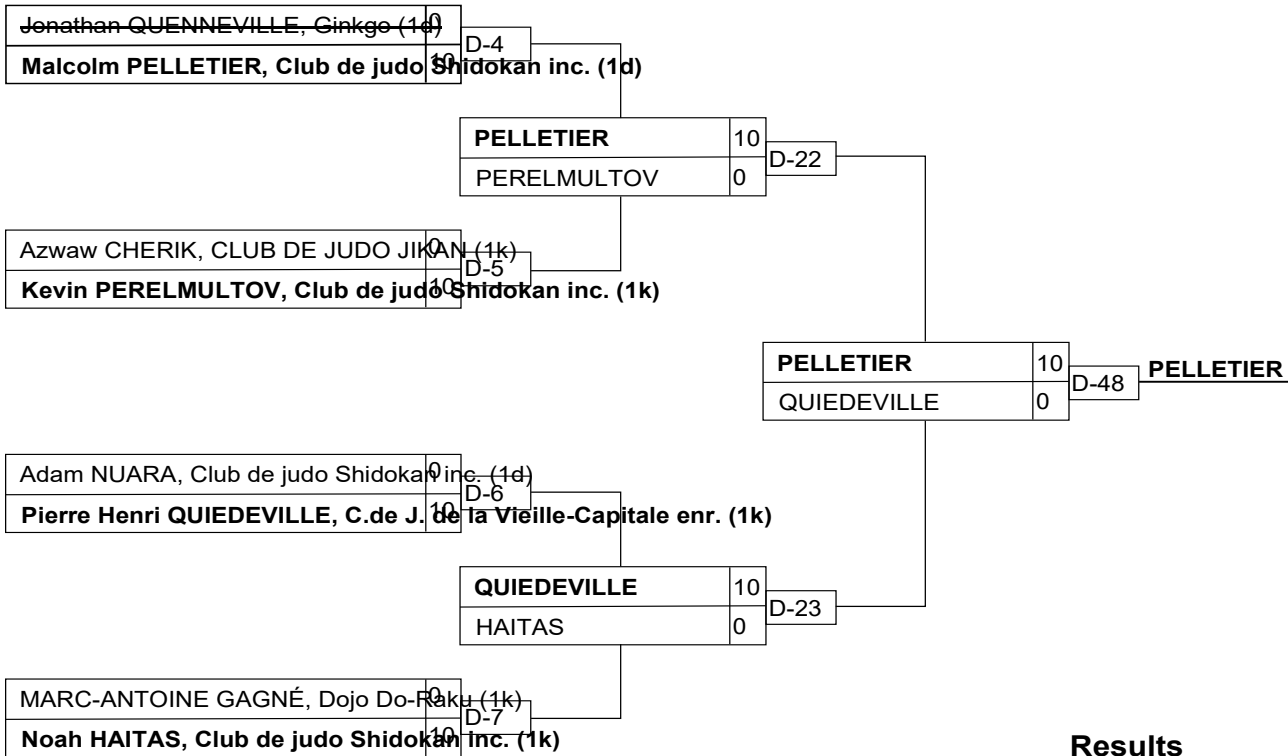 Jonathan QUENNEVILLE, Ginkgo (1d) 0
D-4
Malcolm PELLETIER, Club de judo Shidokan inc. (1d) 10
PELLETIER 10
D-22
PERELMULTOV 0
Azwaw CHERIK, CLUB DE JUDO JIKAN (1k) 0
D-5
Kevin PERELMULTOV, Club de judo Shidokan inc. (1k) 10
PELLETIER 10
D-48 PELLETIER
QUIEDEVILLE 0
Adam NUARA, Club de judo Shidokan inc. (1d) 0
D-6
Pierre Henri QUIEDEVILLE, C.de J. de la Vieille-Capitale enr. (1k) 10
QUIEDEVILLE 10
D-23
HAITAS 0
MARC-ANTOINE GAGNÉ, Dojo Do-Raku (1k) 0
D-7
Noah HAITAS, Club de judo Shidokan inc. (1k) 10
Results